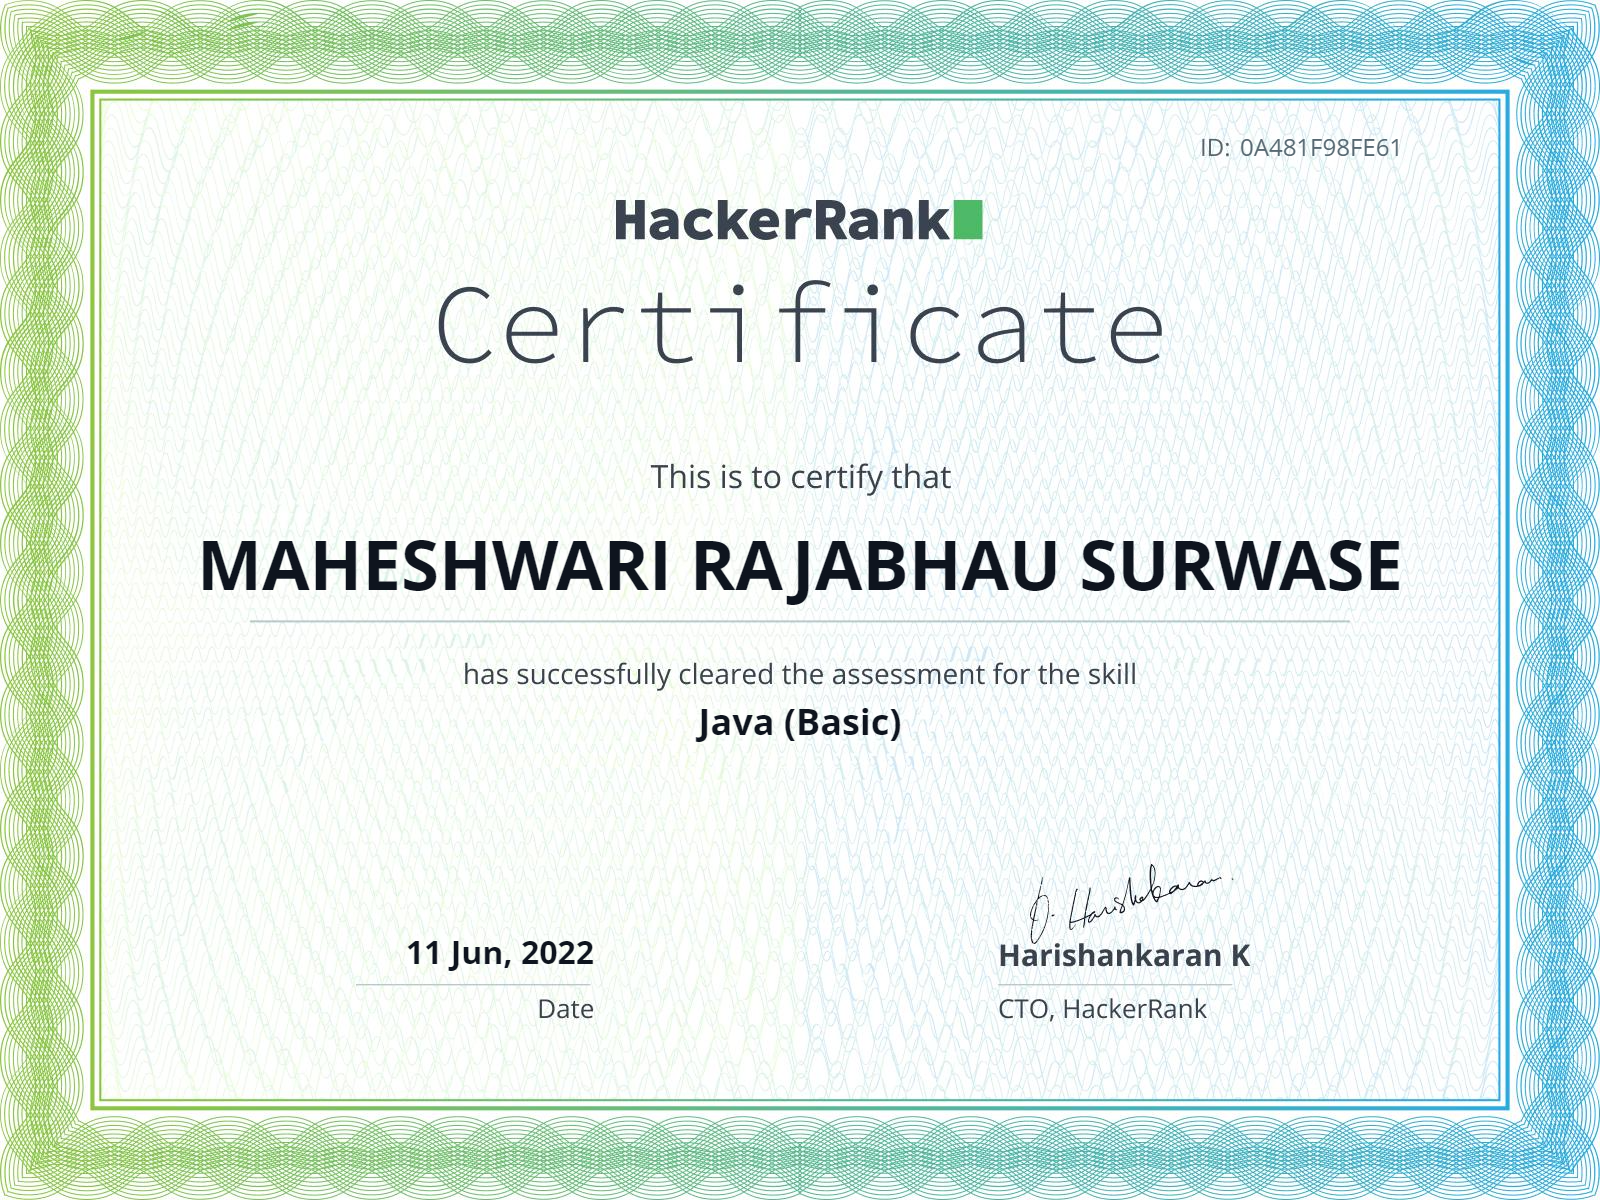 ID: 0A481F98FE61
HackerRank
Certificate
This is to certify that
MAHESHWARI RAJABHAU SURWASE
has successfully cleared the assessment for the skill
Java (Basic)
D. Harishankaran
11 Jun, 2022
Harishankaran K
Date
CTO, HackerRank